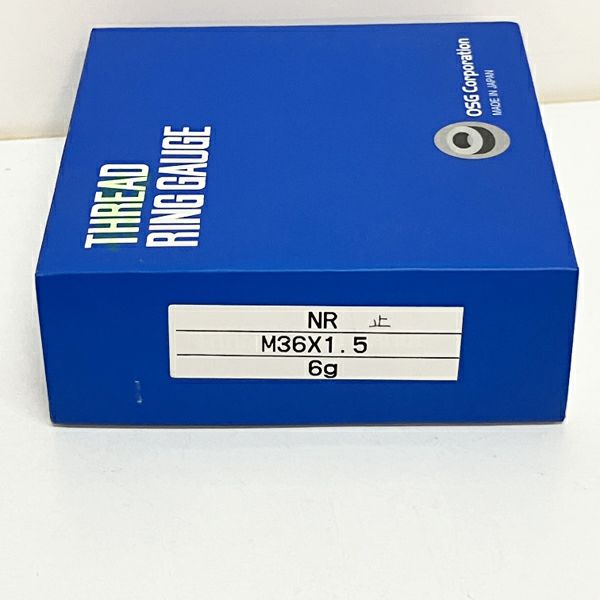 THREAD
RING GAUGE
OSG Corporation
MADE IN JAPAN
NR 止
M36X1.5
6g